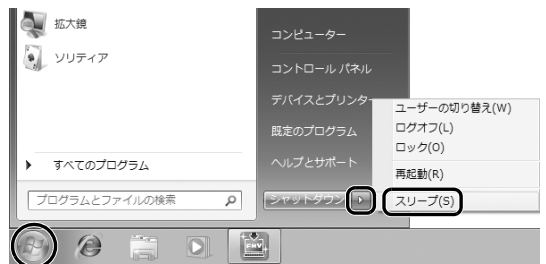 拡大鏡
ソリティア
すべてのプログラム
プログラムとファイルの検索
コンピューター
コントロール パネル
デバイスとプリンター
既定のプログラム
ヘルプとサポート
シャットダウン
ユーザーの切り替え(W)
ログオフ(L)
ロック(O)
再起動(R)
スリープ(S)
FMV